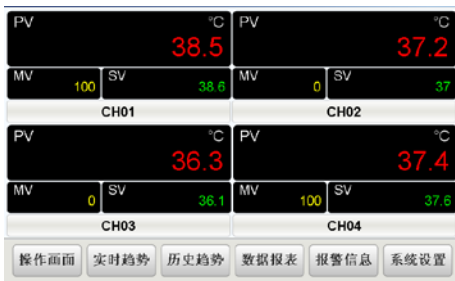 PV °C PV °C
38.5 37.2
MV 100 SV 38.6 MV 0 SV 37
CH01 CH02
PV °C PV °C
36.3 37.4
MV 0 SV 36.1 MV 100 SV 37.6
CH03 CH04
操作画面 实时趋势 历史趋势 数据报表 报警信息 系统设置